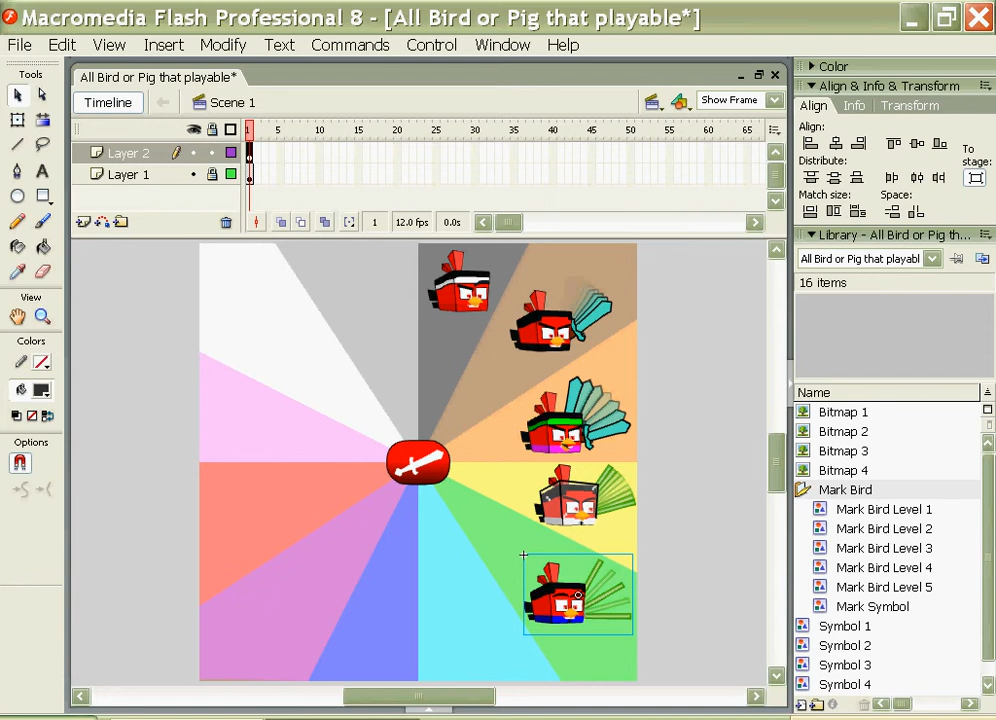 Macromedia Flash Professional 8 - [All Bird or Pig that playable*]
File Edit View Insert Modify Text Commands Control Window Help
Tools
View
Colors
Options
All Bird or Pig that playable*
Timeline Scene 1 Show Frame
1 5 10 15 20 25 30 35 40 45 50 55 60 65
Layer 2
Layer 1
1 12.0 fps 0.0s
Color
Align & Info & Transform
Align Info Transform
Align:
To stage:
Distribute:
Match size: Space:
Library - All Bird or Pig th...
All Bird or Pig that playabl
16 items
Name
Bitmap 1
Bitmap 2
Bitmap 3
Bitmap 4
Mark Bird
Mark Bird Level 1
Mark Bird Level 2
Mark Bird Level 3
Mark Bird Level 4
Mark Bird Level 5
Mark Symbol
Symbol 1
Symbol 2
Symbol 3
Symbol 4